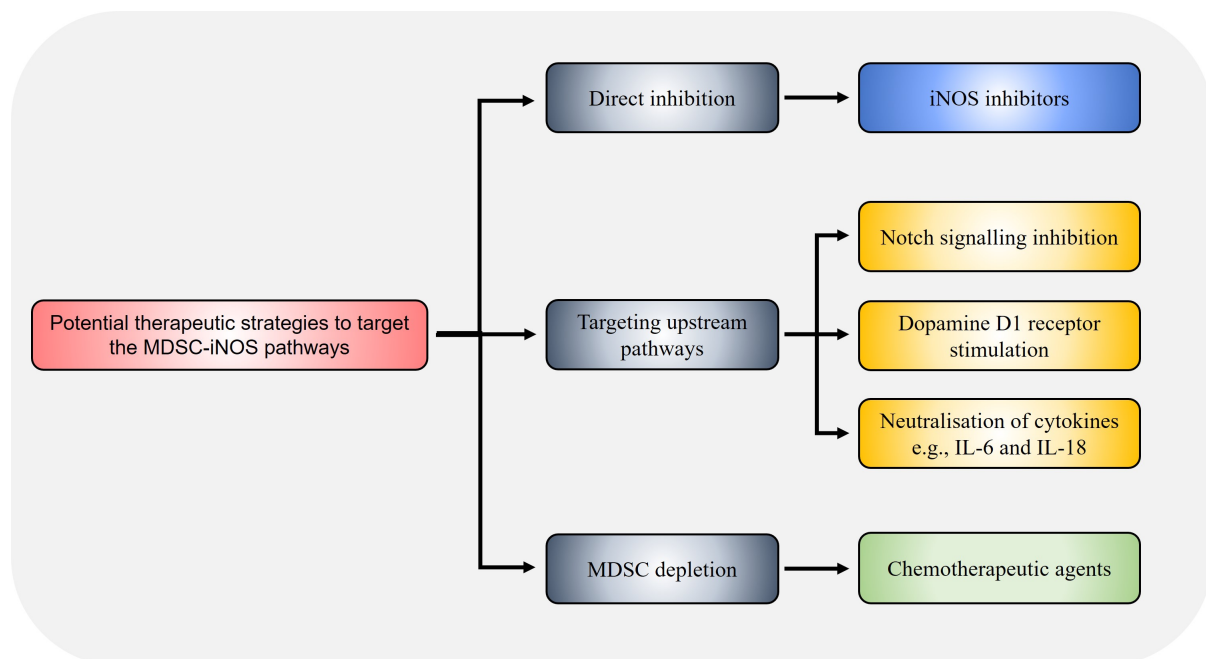 Potential therapeutic strategies to target
the MDSC-iNOS pathways
Direct inhibition
iNOS inhibitors
Targeting upstream
pathways
Notch signalling inhibition
Dopamine D1 receptor
stimulation
Neutralisation of cytokines
e.g., IL-6 and IL-18
MDSC depletion
Chemotherapeutic agents